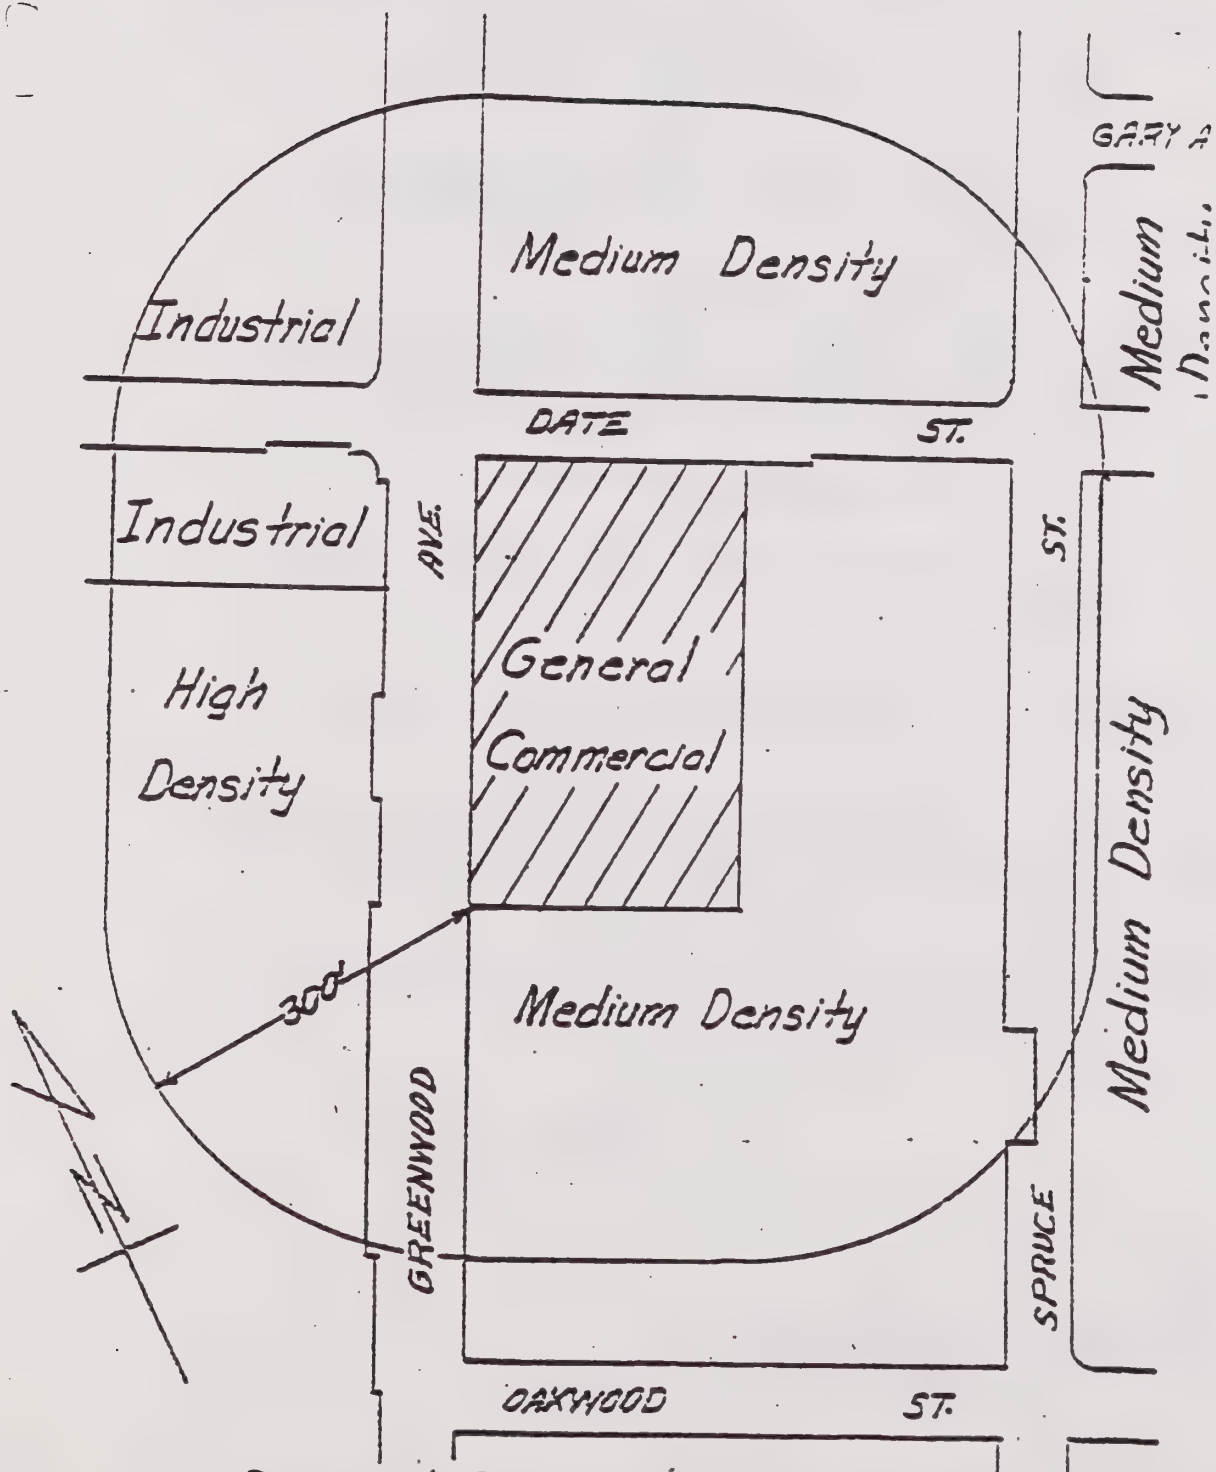 GARY A
Medium Density
Medium
Industrial
DATE ST.
Industrial
AVE.
ST.
General
Commercial
High
Density
Medium Density
300'
Medium Density
GREENWOOD
SPRUCE
OAKWOOD ST.
N